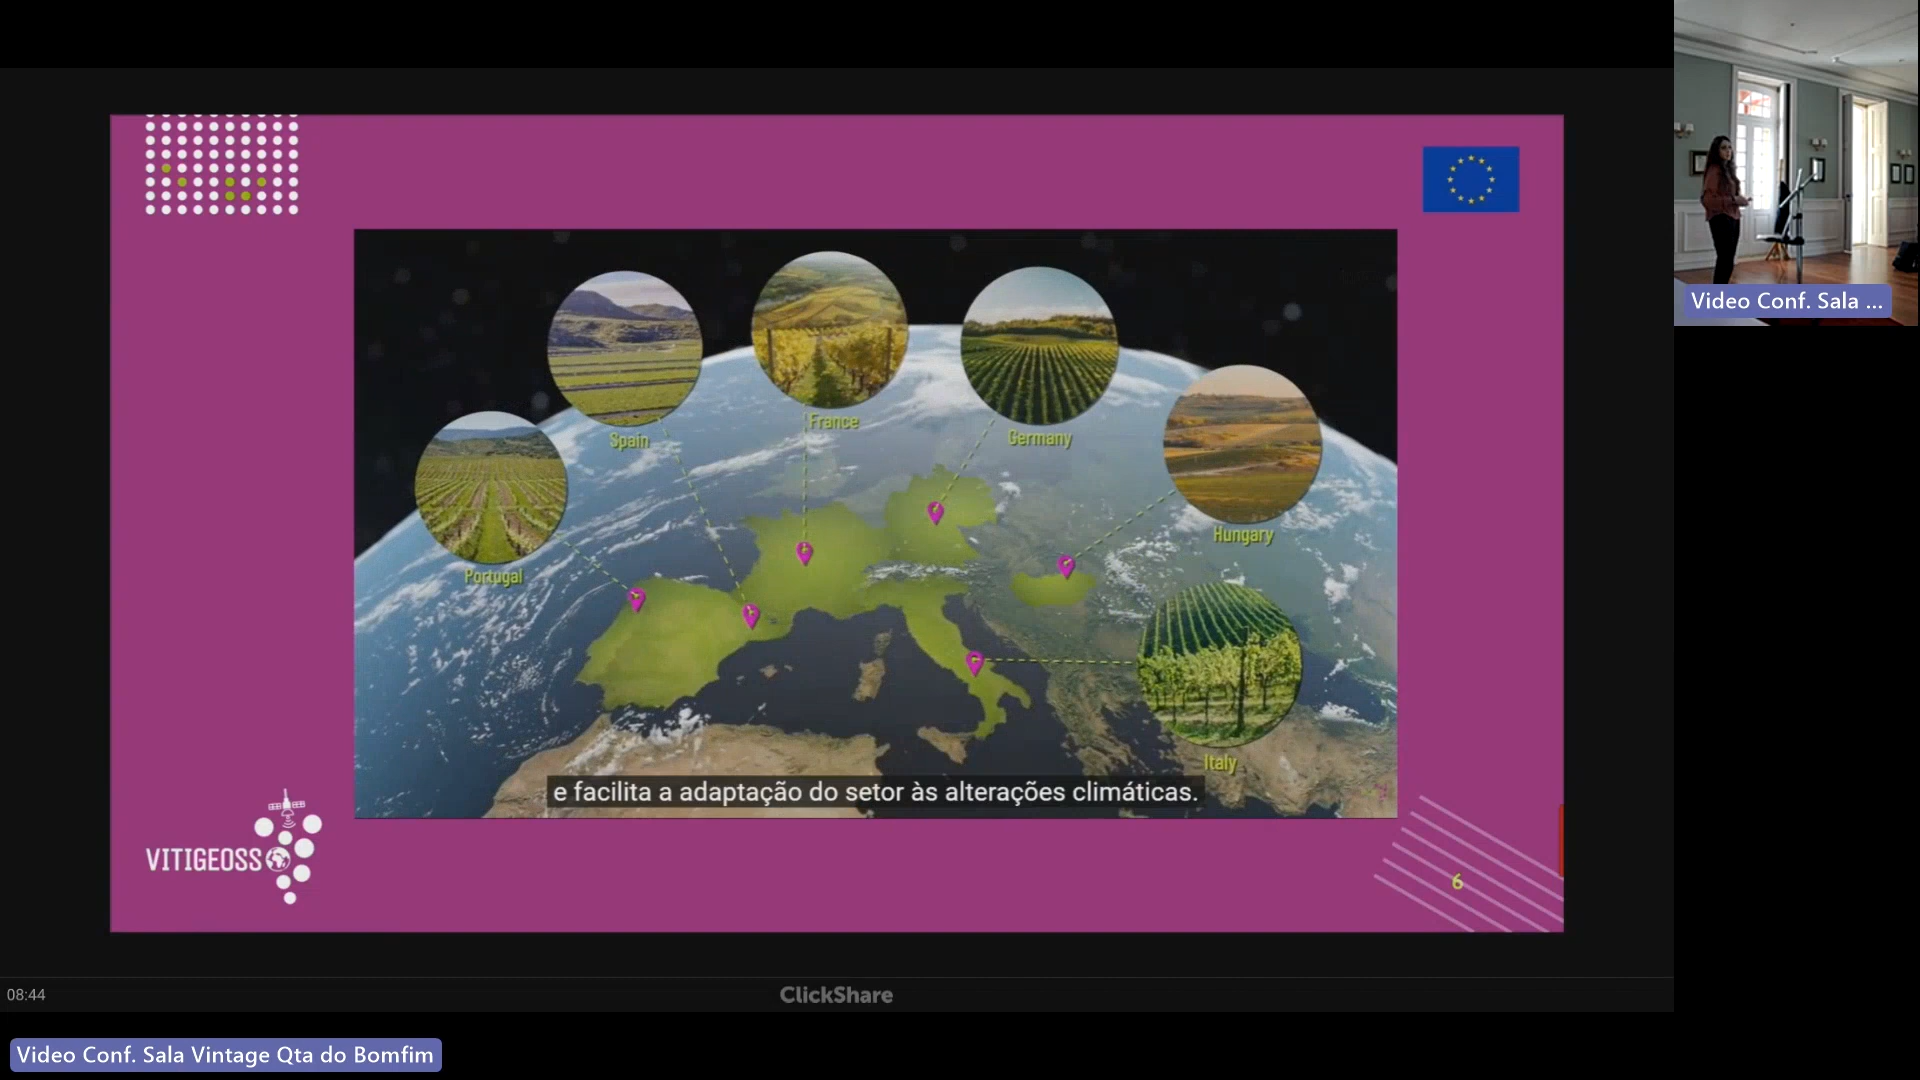 Spain
France
Germany
Portugal
Hungary
Italy
e facilita a adaptação do setor às alterações climáticas.
VITIGEOSS
6
Video Conf. Sala ...
08:44
ClickShare
Video Conf. Sala Vintage Qta do Bomfim